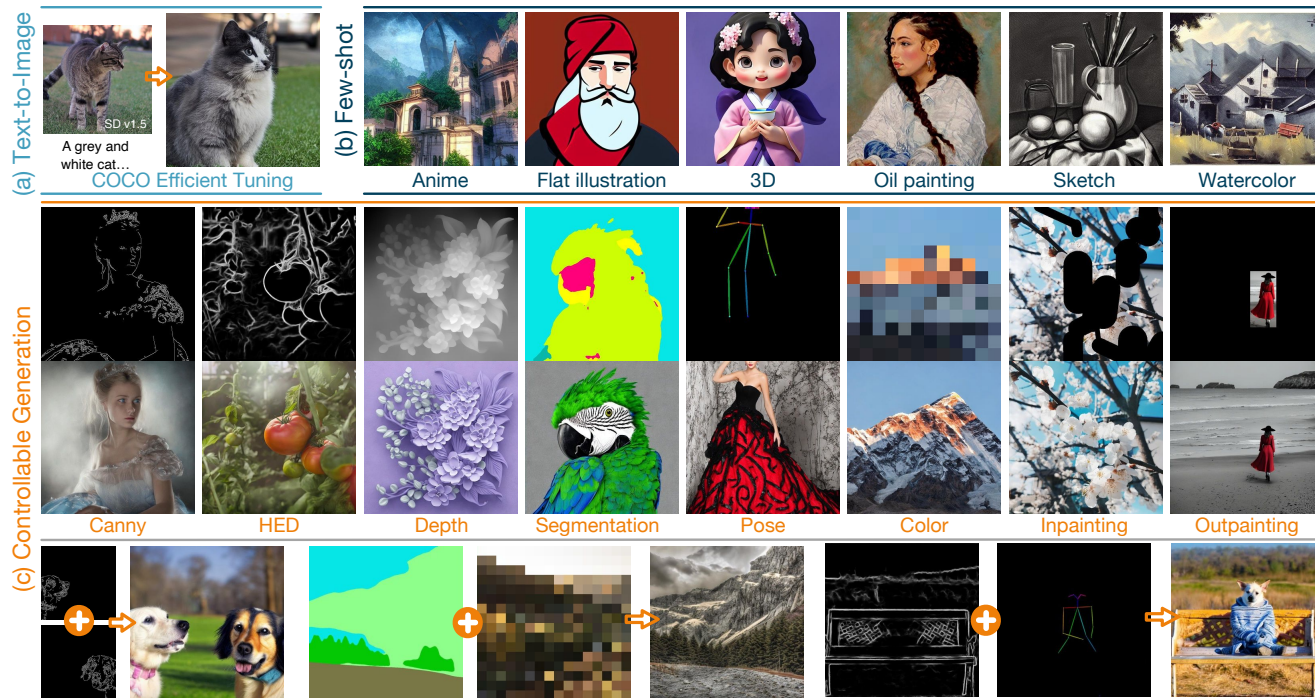 (a) Text-to-Image
SD v1.5
A grey and
white cat…
COCO Efficient Tuning
(b) Few-shot
Anime
Flat illustration
3D
Oil painting
Sketch
Watercolor
(c) Controllable Generation
Canny
HED
Depth
Segmentation
Pose
Color
Inpainting
Outpainting